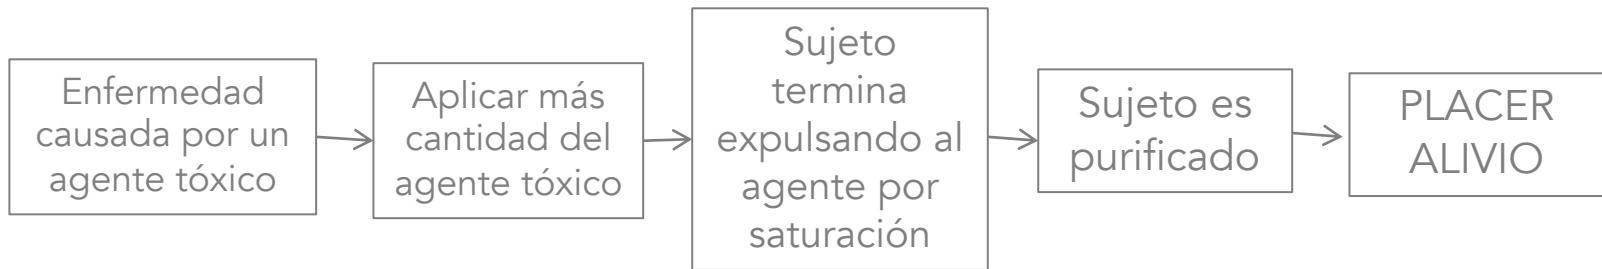 Enfermedad
causada por un
agente tóxico
Aplicar más
cantidad del
agente tóxico
Sujeto
termina
expulsando al
agente por
saturación
Sujeto es
purificado
PLACER
ALIVIO